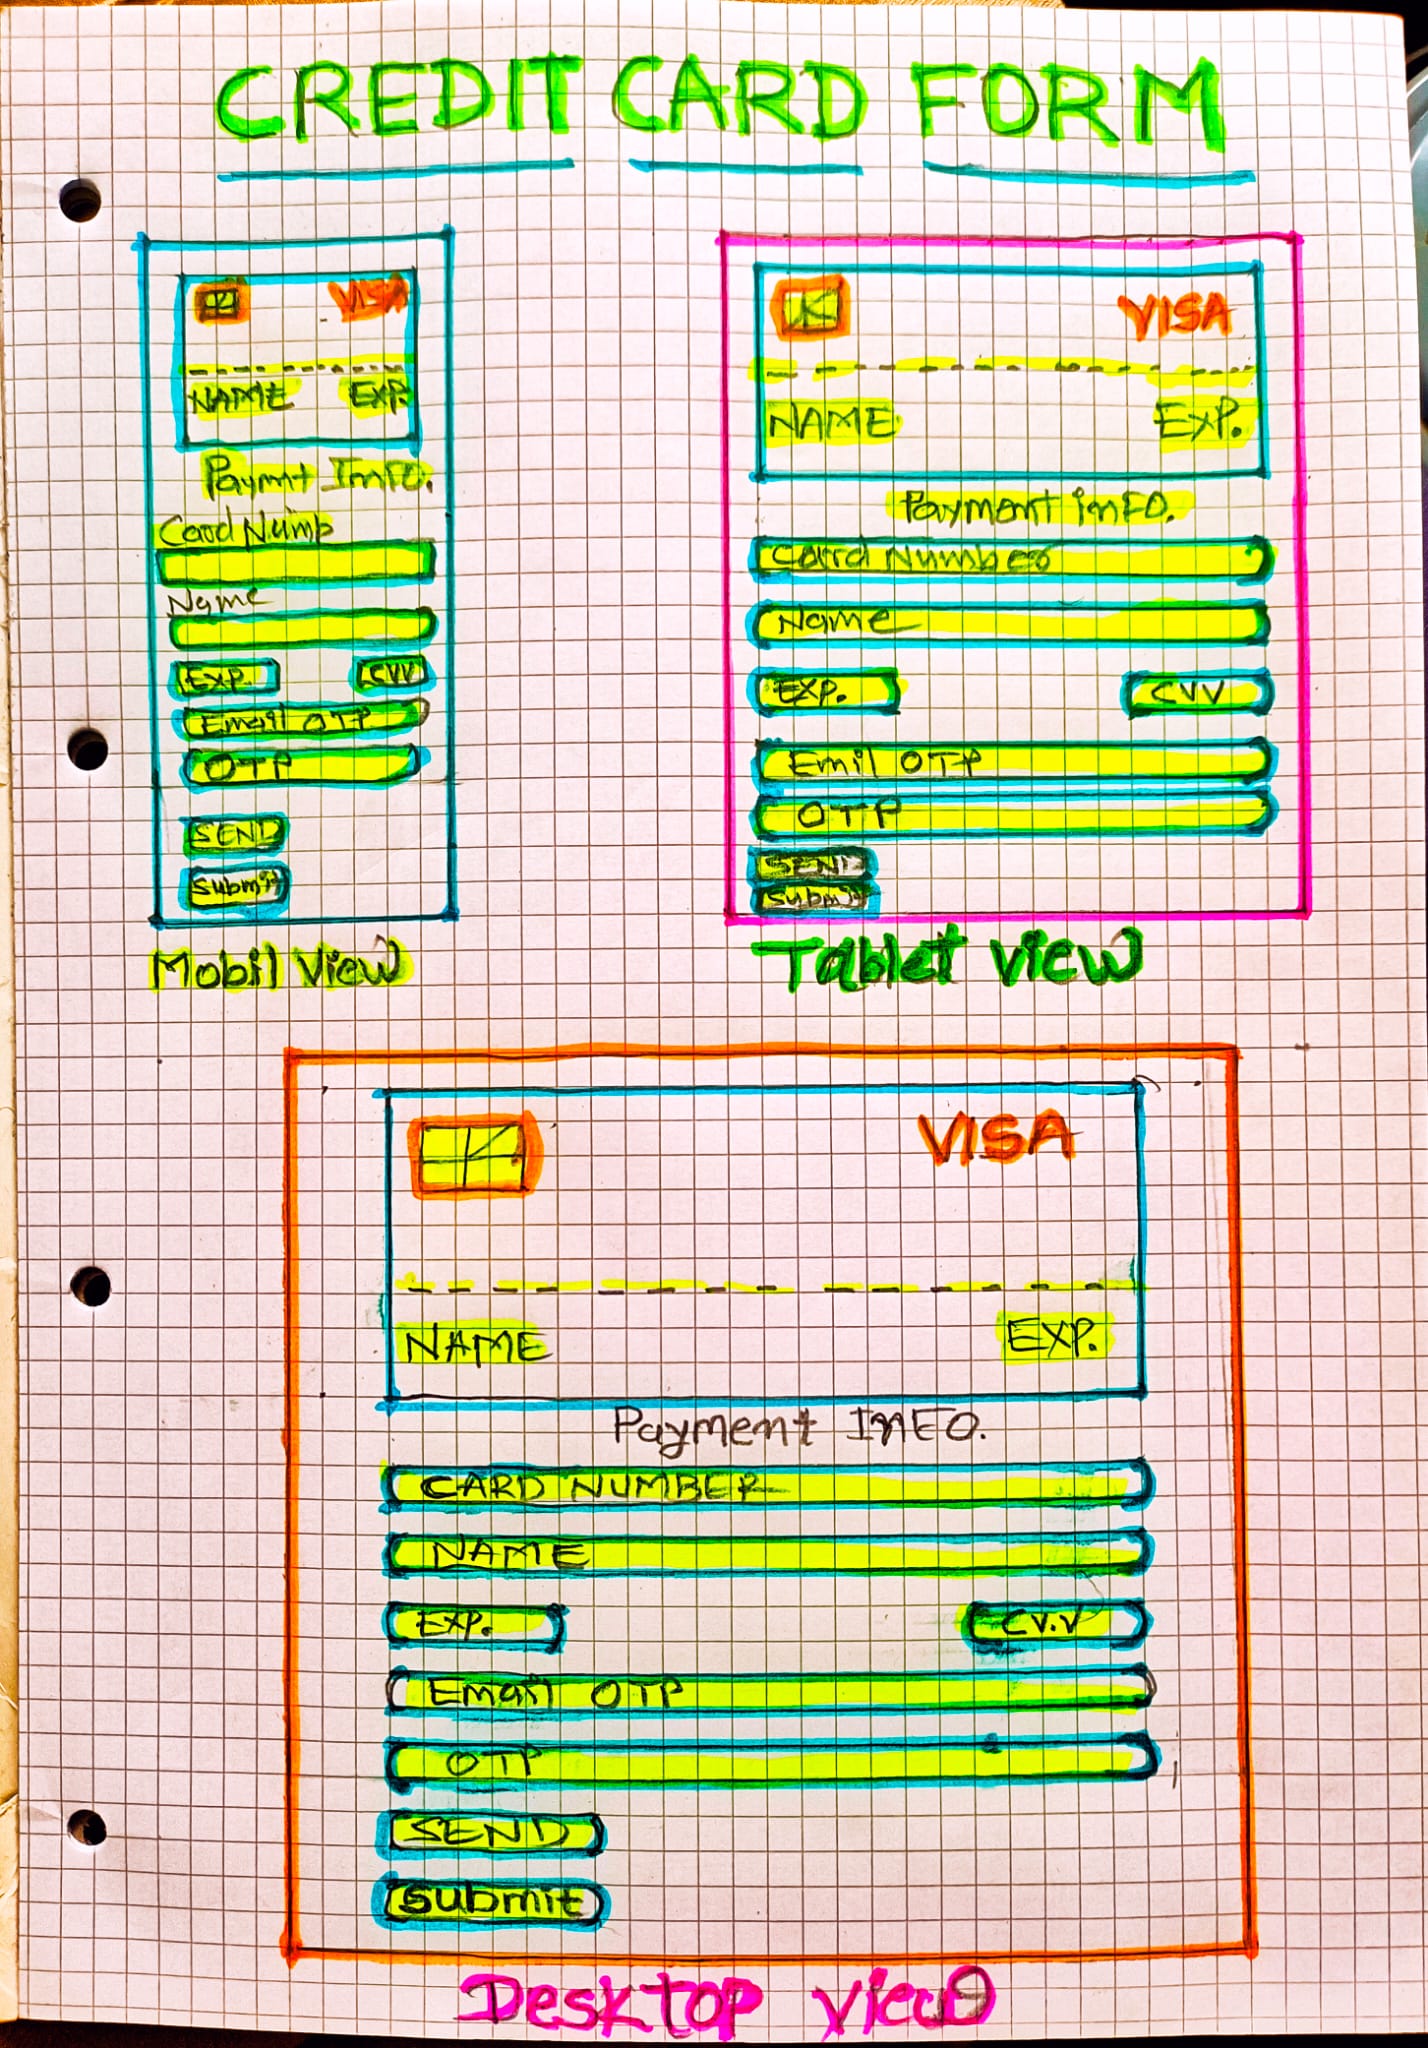 CREDIT CARD FORM
VISA
NAME EXP.
Paymnt InFO.
Card Numb
Name
Exp. CVV
Email OTP
OTP
SEND
Submit
Mobil View
VISA
NAME EXP.
Payment inFO.
Card Number
Name
EXP. CVV
Emil OTP
OTP
SEND
Submit
Tablet view
VISA
NAME EXP.
Payment InFO.
CARD NUMBER
NAME
EXP. CV.V
Email OTP
OTP
SEND
Submit
Desktop view